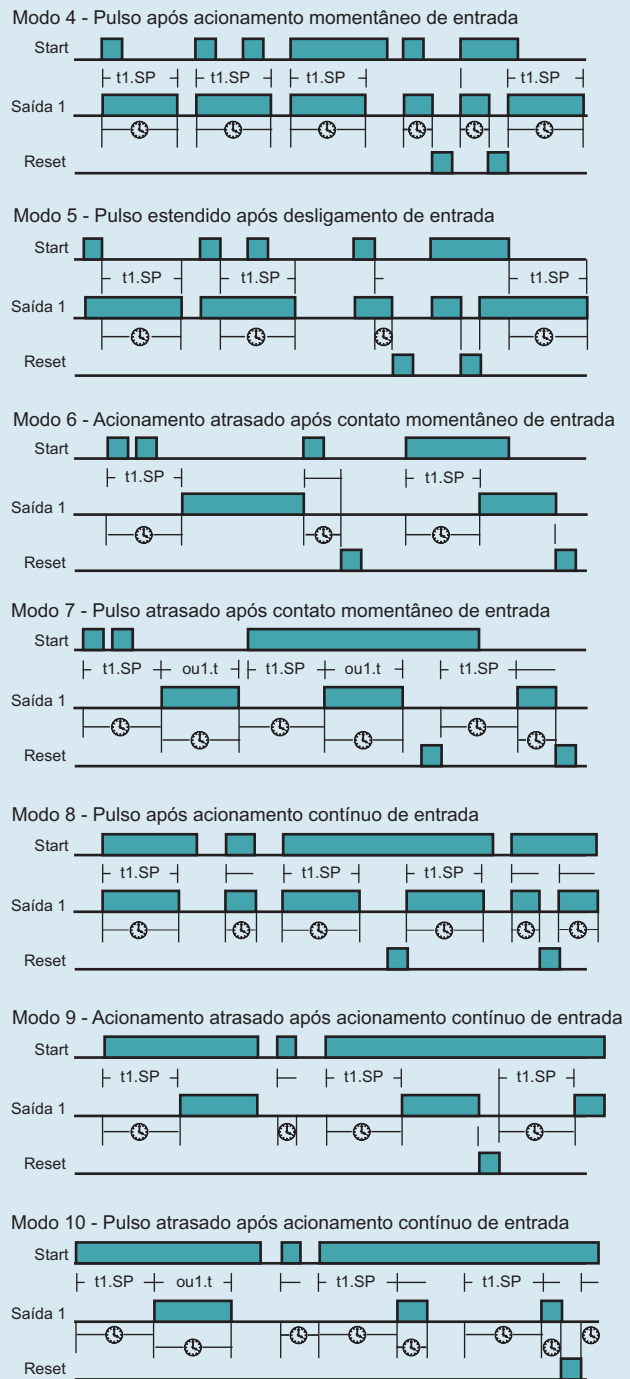 Modo 4 - Pulso após acionamento momentâneo de entrada
Start
t1.SP t1.SP t1.SP t1.SP
Saída 1
Reset
Modo 5 - Pulso estendido após desligamento de entrada
Start
t1.SP t1.SP t1.SP
Saída 1
Reset
Modo 6 - Acionamento atrasado após contato momentâneo de entrada
Start
t1.SP t1.SP
Saída 1
Reset
Modo 7 - Pulso atrasado após contato momentâneo de entrada
Start
t1.SP ou1.t t1.SP ou1.t t1.SP
Saída 1
Reset
Modo 8 - Pulso após acionamento contínuo de entrada
Start
t1.SP t1.SP t1.SP
Saída 1
Reset
Modo 9 - Acionamento atrasado após acionamento contínuo de entrada
Start
t1.SP t1.SP t1.SP
Saída 1
Reset
Modo 10 - Pulso atrasado após acionamento contínuo de entrada
Start
t1.SP ou1.t t1.SP t1.SP
Saída 1
Reset